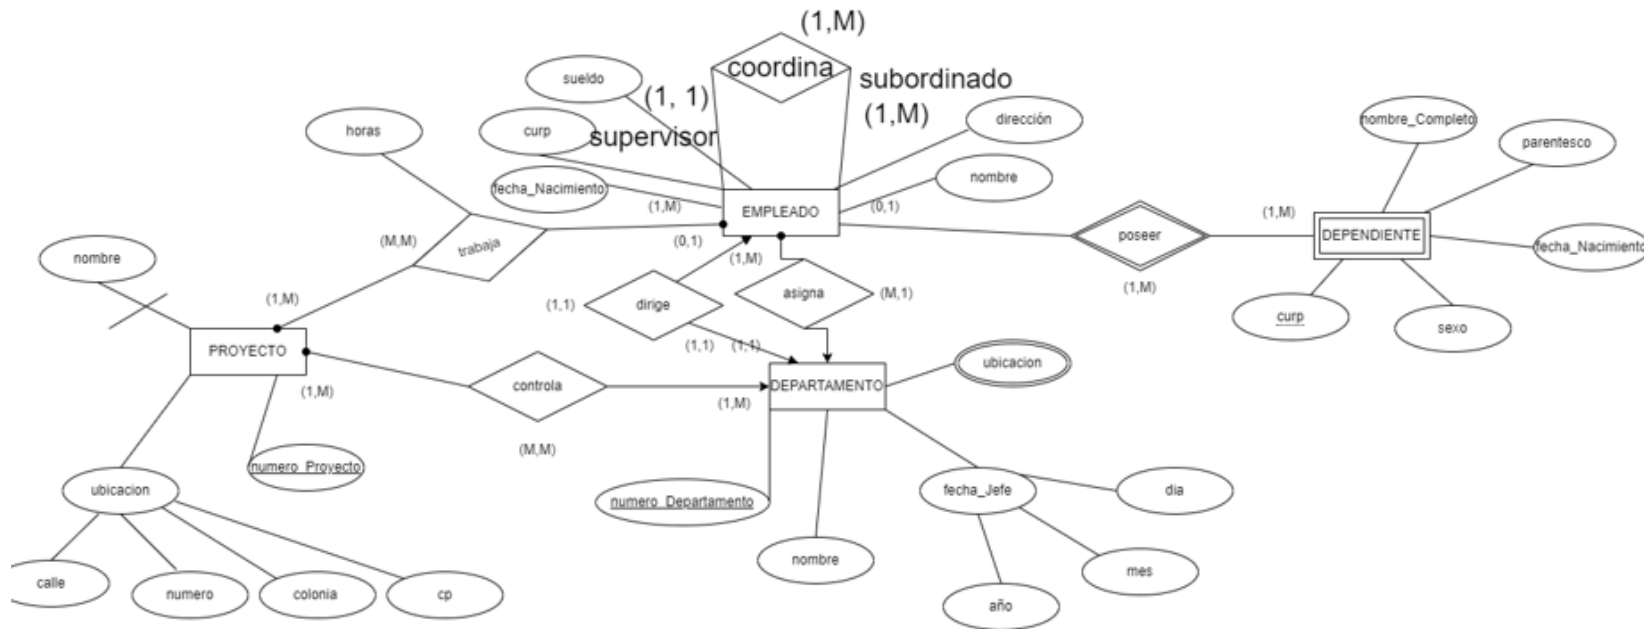 (1,M)
coordina
sueldo
subordinado
(1, 1)
(1,M)
horas
curp
supervisor
dirección
nombre_Completo
parentesco
fecha_Nacimiento
nombre
(1,M)
EMPLEADO
(0,1)
(1,M)
(M,M)
trabaja
(0,1)
poseer
DEPENDIENTE
fecha_Nacimiento
nombre
(1,M)
(1,M)
(1,1)
dirige
asigna
(M,1)
(1,M)
curp
sexo
PROYECTO
(1,1)
(1,1)
ubicacion
(1,M)
controla
DEPARTAMENTO
(1,M)
(M,M)
numero_Proyecto
ubicacion
numero_Departamento
fecha_Jefe
dia
nombre
mes
calle
numero
colonia
cp
año